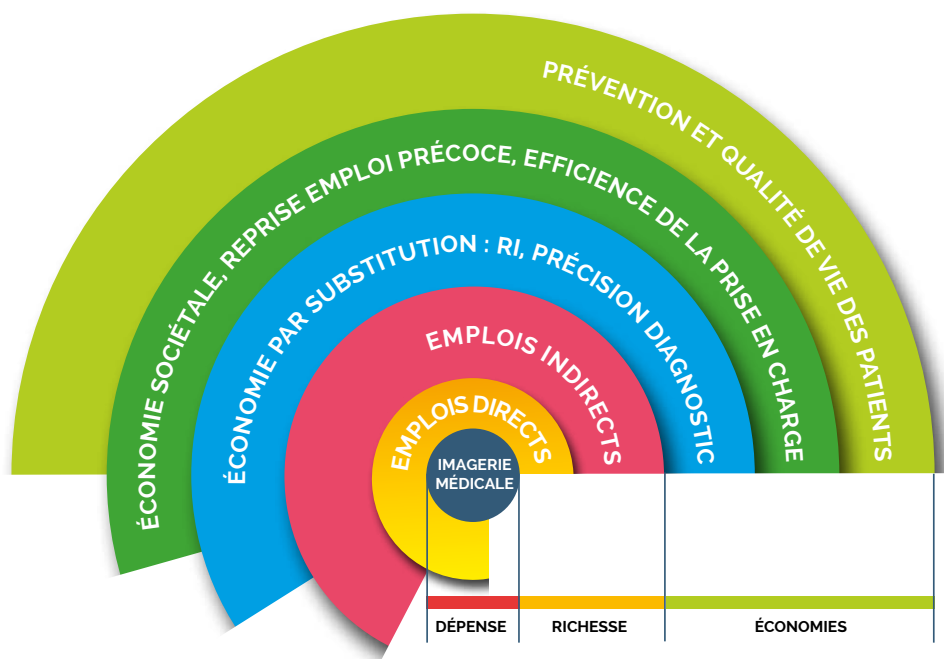 PRÉVENTION ET QUALITÉ DE VIE DES PATIENTS
ÉCONOMIE SOCIÉTALE, REPRISE EMPLOI PRÉCOCE, EFFICIENCE DE LA PRISE EN CHARGE
ÉCONOMIE PAR SUBSTITUTION : RI, PRÉCISION DIAGNOSTIC
EMPLOIS INDIRECTS
EMPLOIS DIRECTS
IMAGERIE
MÉDICALE
DÉPENSE
RICHESSE
ÉCONOMIES